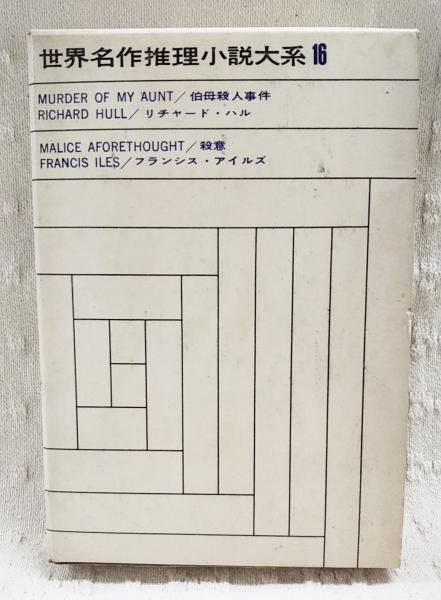 世界名作推理小説大系16
MURDER OF MY AUNT/伯母殺人事件
RICHARD HULL/リチャード・ハル
MALICE AFORETHOUGHT/殺意
FRANCIS ILES/フランシス・アイルズ